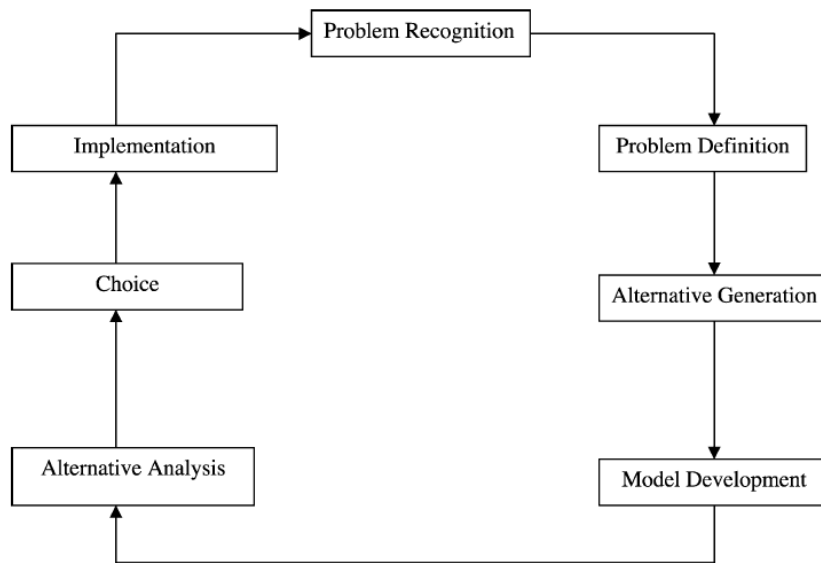 Problem Recognition
Implementation
Problem Definition
Choice
Alternative Generation
Alternative Analysis
Model Development